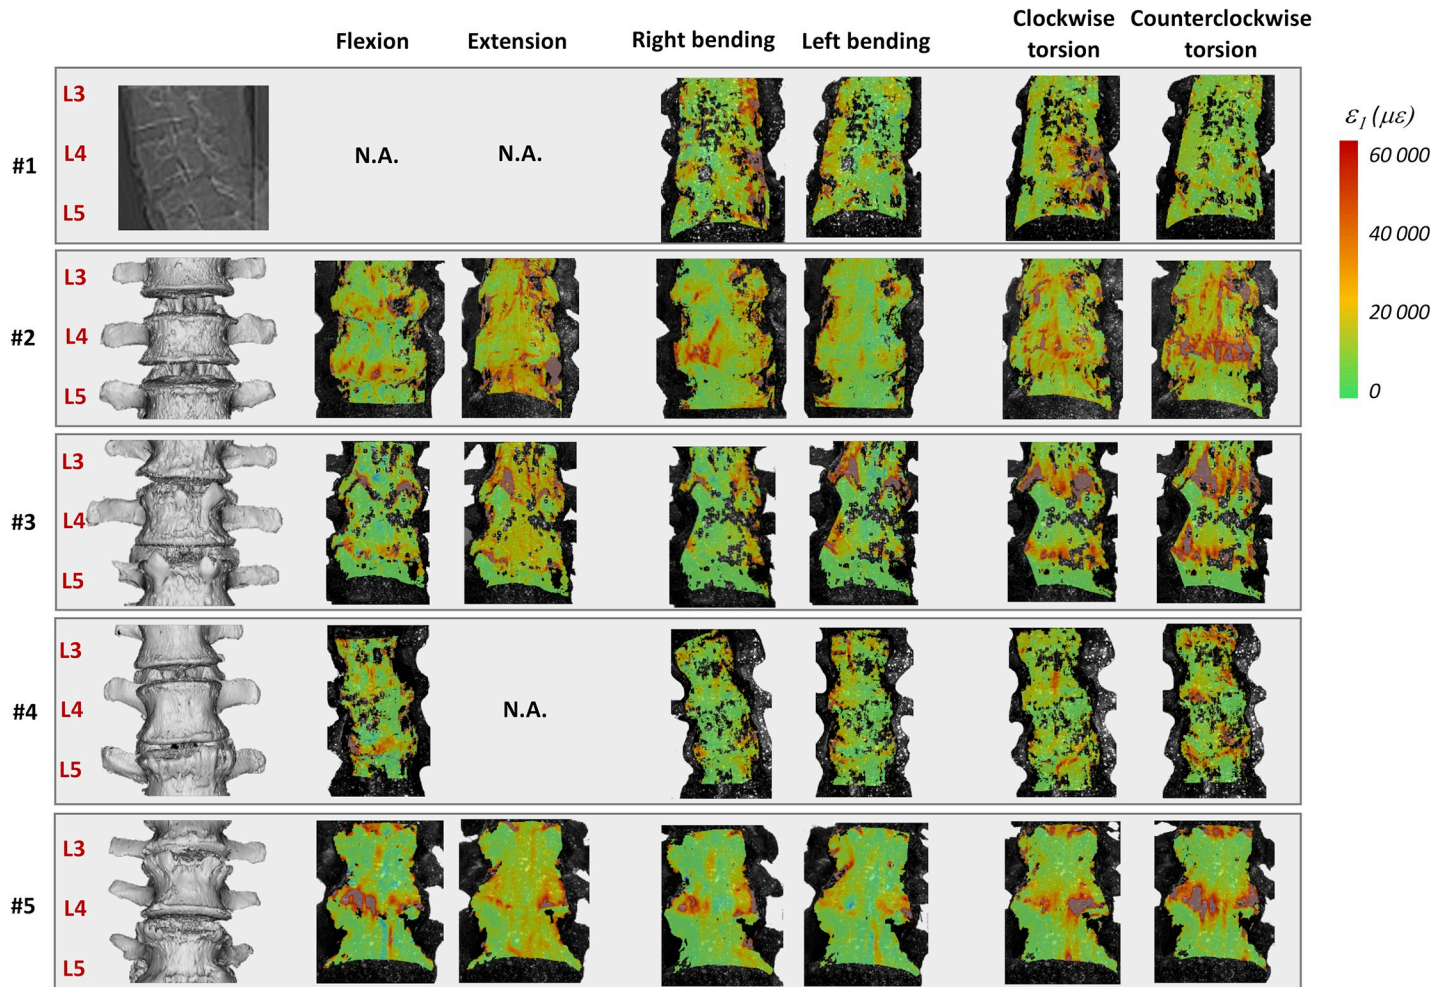 Flexion
Extension
Right bending
Left bending
Clockwise
torsion
Counterclockwise
torsion
#1
L3
L4
L5
N.A.
N.A.
#2
L3
L4
L5
#3
L3
L4
L5
#4
L3
L4
L5
N.A.
#5
L3
L4
L5
ε1 (με)
60 000
40 000
20 000
0